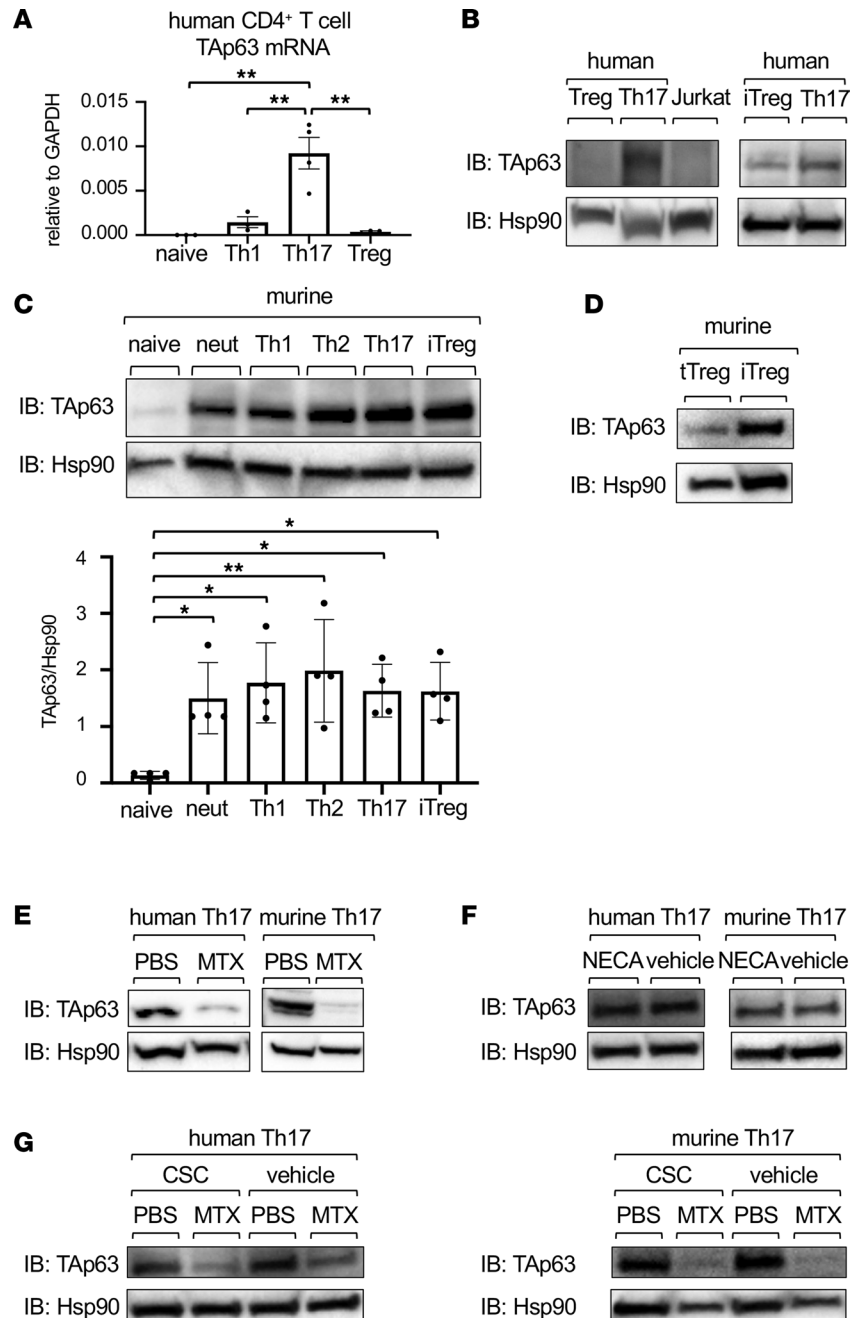 A
human CD4⁺ T cell
TAp63 mRNA
**
** **
relative to GAPDH
0.015
0.010
0.005
0.000
naive Th1 Th17 Treg
B
human human
Treg Th17 Jurkat iTreg Th17
IB: TAp63
IB: Hsp90
C
murine
naive neut Th1 Th2 Th17 iTreg
IB: TAp63
IB: Hsp90
*
*
**
*
*
TAp63/Hsp90
4
3
2
1
0
naive neut Th1 Th2 Th17 iTreg
D
murine
tTreg iTreg
IB: TAp63
IB: Hsp90
E
human Th17 murine Th17
PBS MTX PBS MTX
IB: TAp63
IB: Hsp90
F
human Th17 murine Th17
NECA vehicle NECA vehicle
IB: TAp63
IB: Hsp90
G
human Th17
CSC vehicle
PBS MTX PBS MTX
IB: TAp63
IB: Hsp90
murine Th17
CSC vehicle
PBS MTX PBS MTX
IB: TAp63
IB: Hsp90